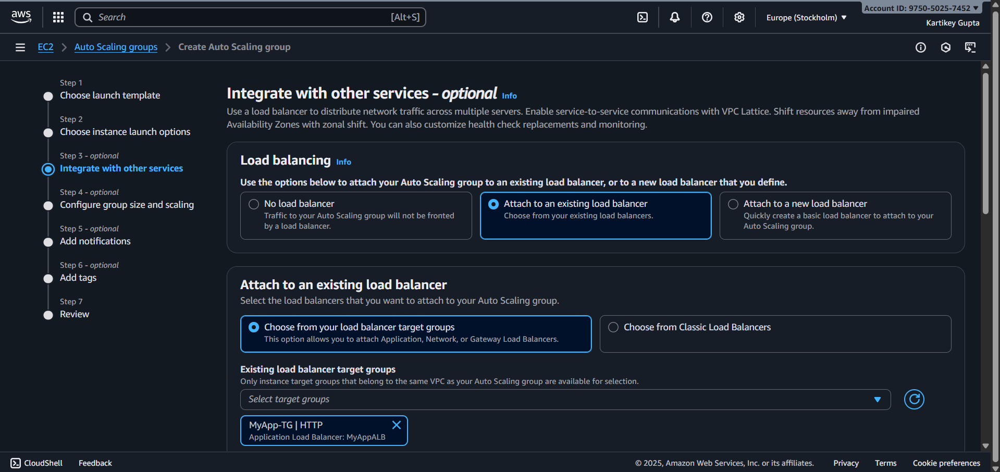 aws
Search
[Alt+S]
Europe (Stockholm)
Account ID: 9750-5025-7452
Kartikey Gupta
EC2
Auto Scaling groups
Create Auto Scaling group
Step 1
Choose launch template
Step 2
Choose instance launch options
Step 3 - optional
Integrate with other services
Step 4 - optional
Configure group size and scaling
Step 5 - optional
Add notifications
Step 6 - optional
Add tags
Step 7
Review
Integrate with other services - optional Info
Use a load balancer to distribute network traffic across multiple servers. Enable service-to-service communications with VPC Lattice. Shift resources away from impaired
Availability Zones with zonal shift. You can also customize health check replacements and monitoring.
Load balancing Info
Use the options below to attach your Auto Scaling group to an existing load balancer, or to a new load balancer that you define.
No load balancer
Traffic to your Auto Scaling group will not be fronted
by a load balancer.
Attach to an existing load balancer
Choose from your existing load balancers.
Attach to a new load balancer
Quickly create a basic load balancer to attach to your
Auto Scaling group.
Attach to an existing load balancer
Select the load balancers that you want to attach to your Auto Scaling group.
Choose from your load balancer target groups
This option allows you to attach Application, Network, or Gateway Load Balancers.
Choose from Classic Load Balancers
Existing load balancer target groups
Only instance target groups that belong to the same VPC as your Auto Scaling group are available for selection.
Select target groups
MyApp-TG | HTTP
Application Load Balancer: MyAppALB
CloudShell
Feedback
© 2025, Amazon Web Services, Inc. or its affiliates.
Privacy
Terms
Cookie preferences